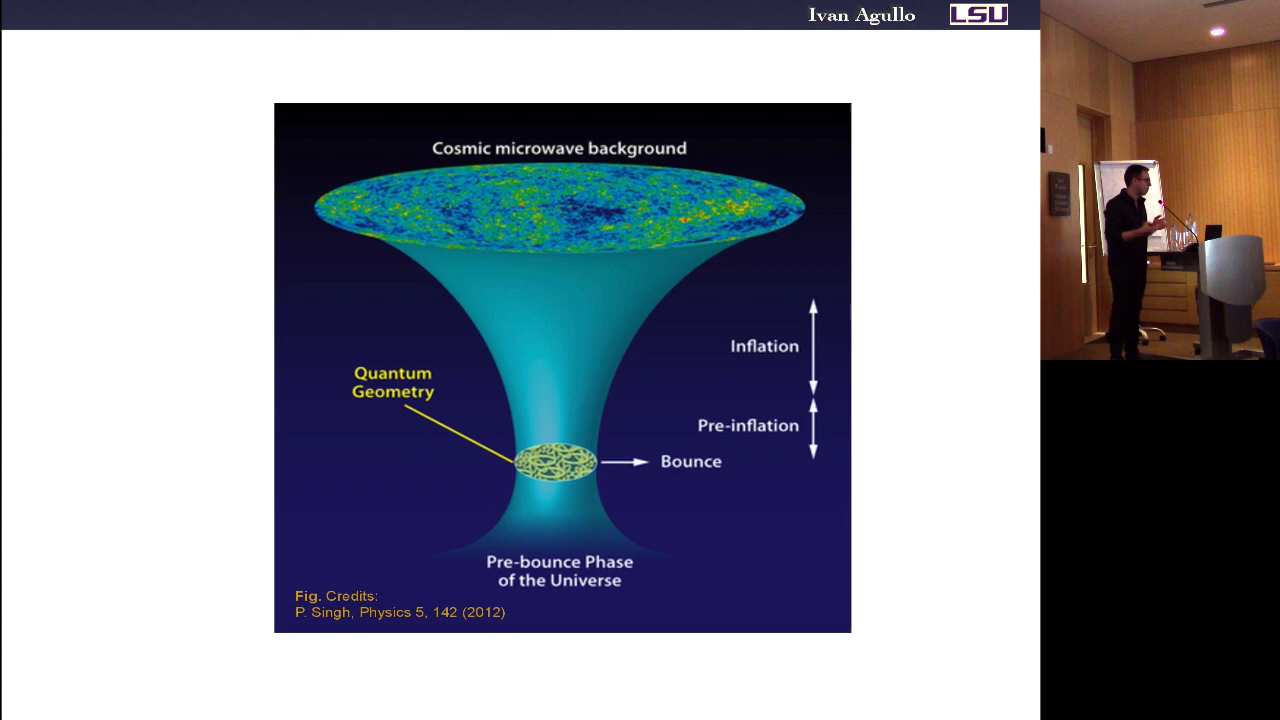 Ivan Agullo
LSU
Cosmic microwave background
Inflation
Quantum
Geometry
Pre-inflation
Bounce
Pre-bounce Phase
of the Universe
Fig. Credits:
P. Singh, Physics 5, 142 (2012)